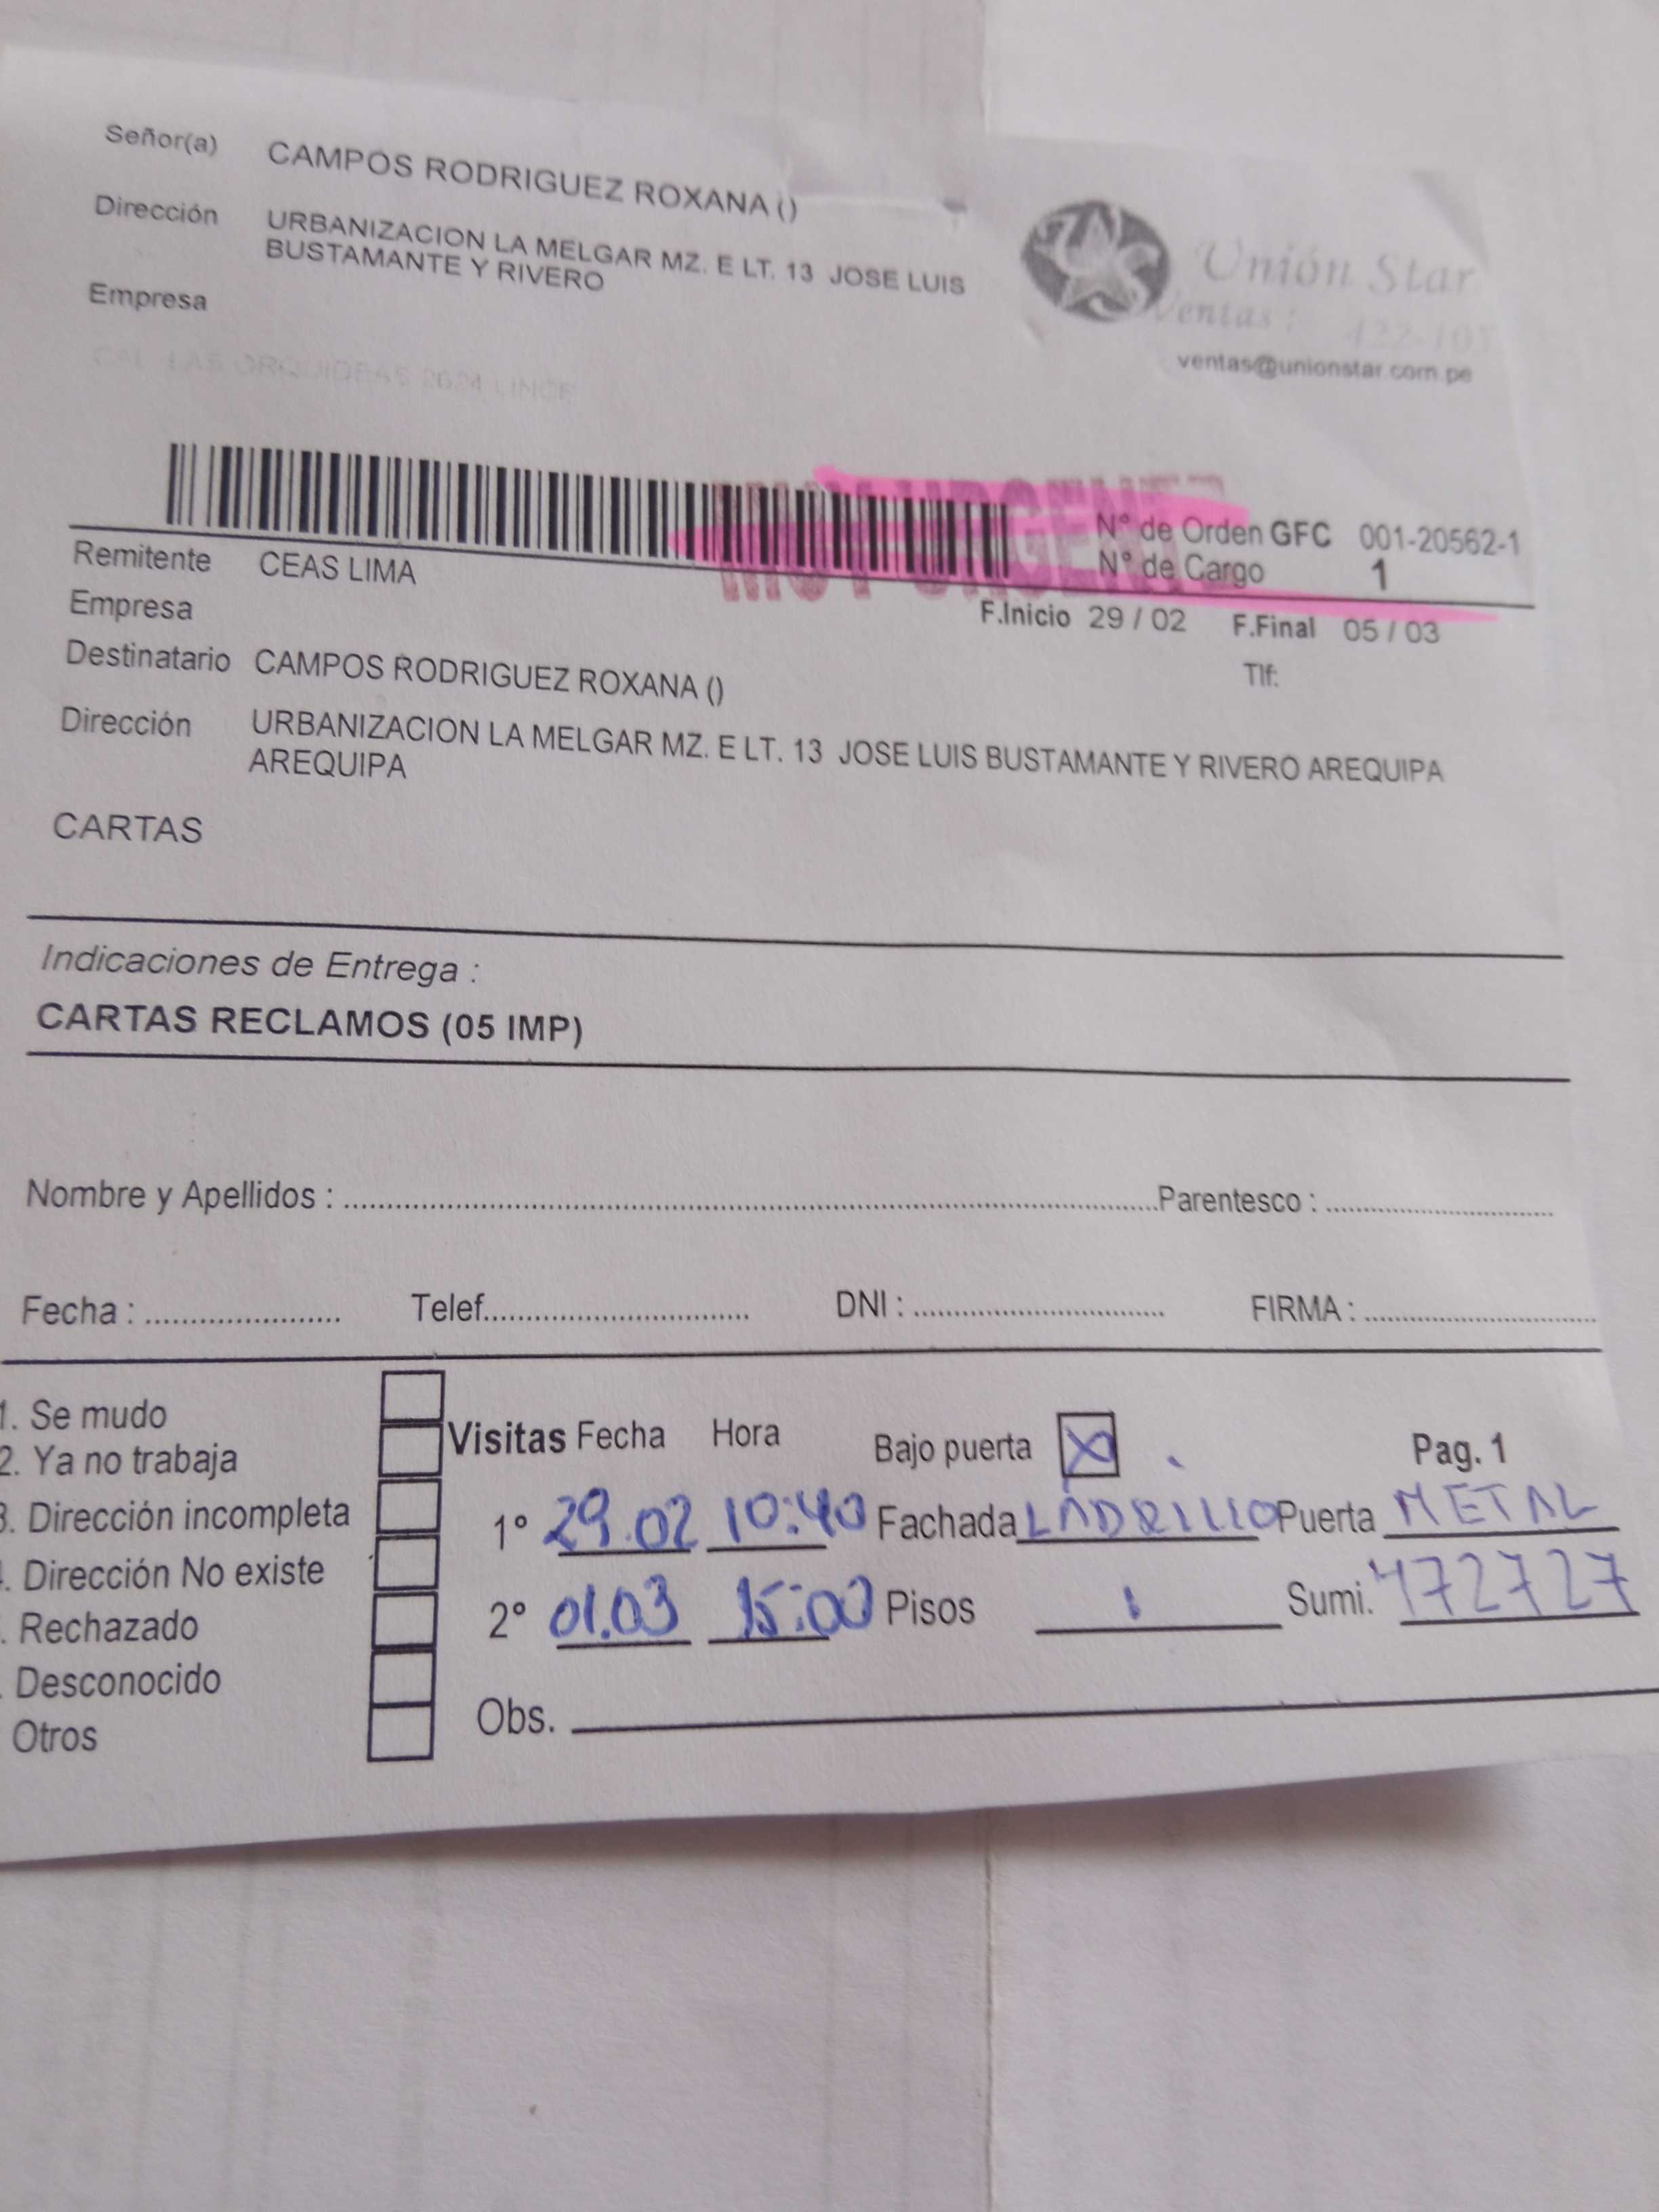 Señor(a) CAMPOS RODRIGUEZ ROXANA ()
Dirección URBANIZACION LA MELGAR MZ. E LT. 13 JOSE LUIS
BUSTAMANTE Y RIVERO
Empresa
Unión Star
Ventas :
ventas@unionstar.com.pe
MUY URGENTE
N° de Orden GFC 001-20562-1
N° de Cargo 1
Remitente CEAS LIMA
Empresa
F.Inicio 29 / 02 F.Final 05 / 03
Destinatario CAMPOS RODRIGUEZ ROXANA ()
Tlf:
Dirección URBANIZACION LA MELGAR MZ. E LT. 13 JOSE LUIS BUSTAMANTE Y RIVERO AREQUIPA
AREQUIPA
CARTAS
Indicaciones de Entrega :
CARTAS RECLAMOS (05 IMP)
Nombre y Apellidos : Parentesco :
Fecha : Telef. DNI : FIRMA :
1. Se mudo
2. Ya no trabaja
3. Dirección incompleta
. Dirección No existe
. Rechazado
. Desconocido
Otros
Visitas Fecha Hora Bajo puerta X Pag. 1
1° 29.02 10:40 Fachada LADRILLO Puerta METAL
2° 01.03 15:00 Pisos 1 Sumi. 472727
Obs.